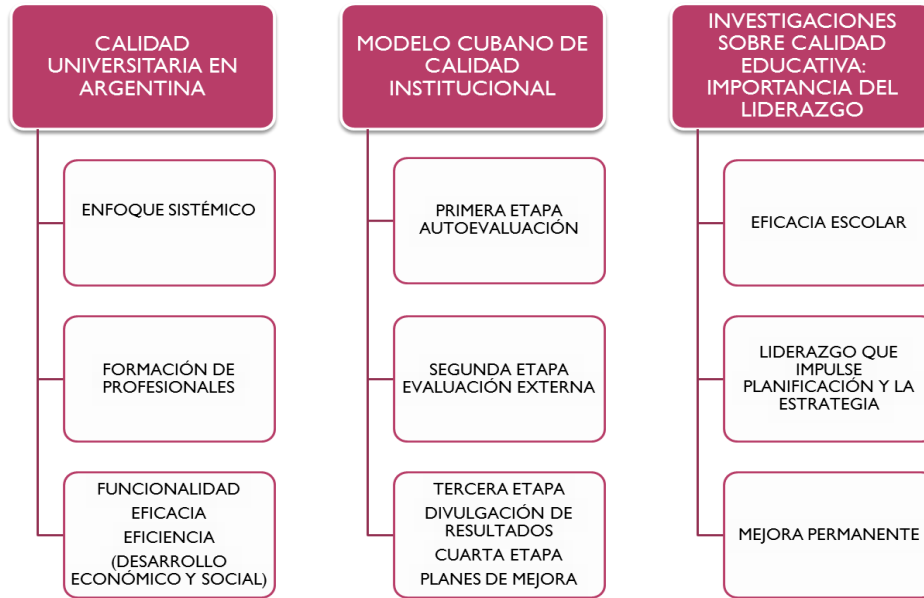 CALIDAD
UNIVERSITARIA EN
ARGENTINA
ENFOQUE SISTÉMICO
FORMACIÓN DE
PROFESIONALES
FUNCIONALIDAD
EFICACIA
EFICIENCIA
(DESARROLLO
ECONÓMICO Y SOCIAL)
MODELO CUBANO DE
CALIDAD
INSTITUCIONAL
PRIMERA ETAPA
AUTOEVALUACIÓN
SEGUNDA ETAPA
EVALUACIÓN EXTERNA
TERCERA ETAPA
DIVULGACIÓN DE
RESULTADOS
CUARTA ETAPA
PLANES DE MEJORA
INVESTIGACIONES
SOBRE CALIDAD
EDUCATIVA:
IMPORTANCIA DEL
LIDERAZGO
EFICACIA ESCOLAR
LIDERAZGO QUE
IMPULSE
PLANIFICACIÓN Y LA
ESTRATEGIA
MEJORA PERMANENTE